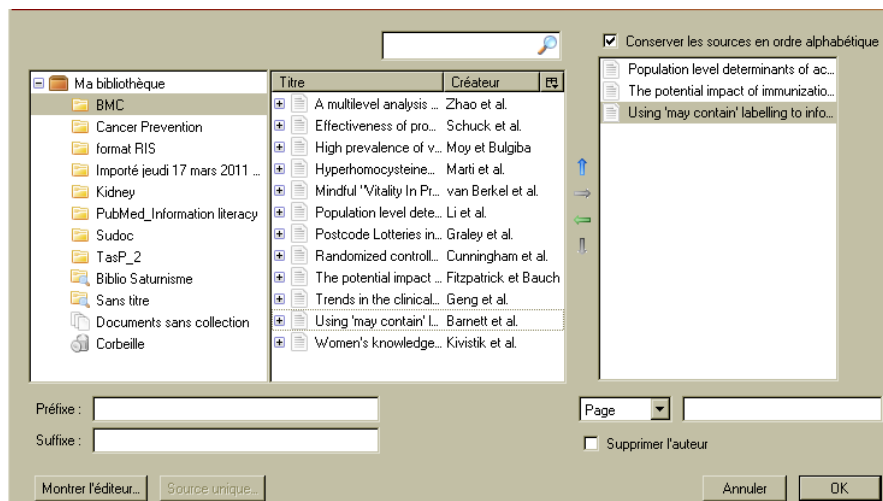 Conserver les sources en ordre alphabétique
Ma bibliothèque
BMC
Cancer Prevention
format RIS
Importé jeudi 17 mars 2011 ...
Kidney
PubMed_Information literacy
Sudoc
TasP_2
Biblio Saturnisme
Sans titre
Documents sans collection
Corbeille
Titre Créateur
A multilevel analysis ... Zhao et al.
Effectiveness of pro... Schuck et al.
High prevalence of v... Moy et Bulgiba
Hyperhomocysteine... Marti et al.
Mindful "Vitality In Pr... van Berkel et al.
Population level dete... Li et al.
Postcode Lotteries in... Graley et al.
Randomized controll... Cunningham et al.
The potential impact ... Fitzpatrick et Bauch
Trends in the clinical... Geng et al.
Using 'may contain' l... Barnett et al.
Women's knowledge... Kivistik et al.
Population level determinants of ac...
The potential impact of immunizatio...
Using 'may contain' labelling to info...
Préfixe :
Suffixe :
Page
Supprimer l'auteur
Montrer l'éditeur... Source unique... Annuler OK